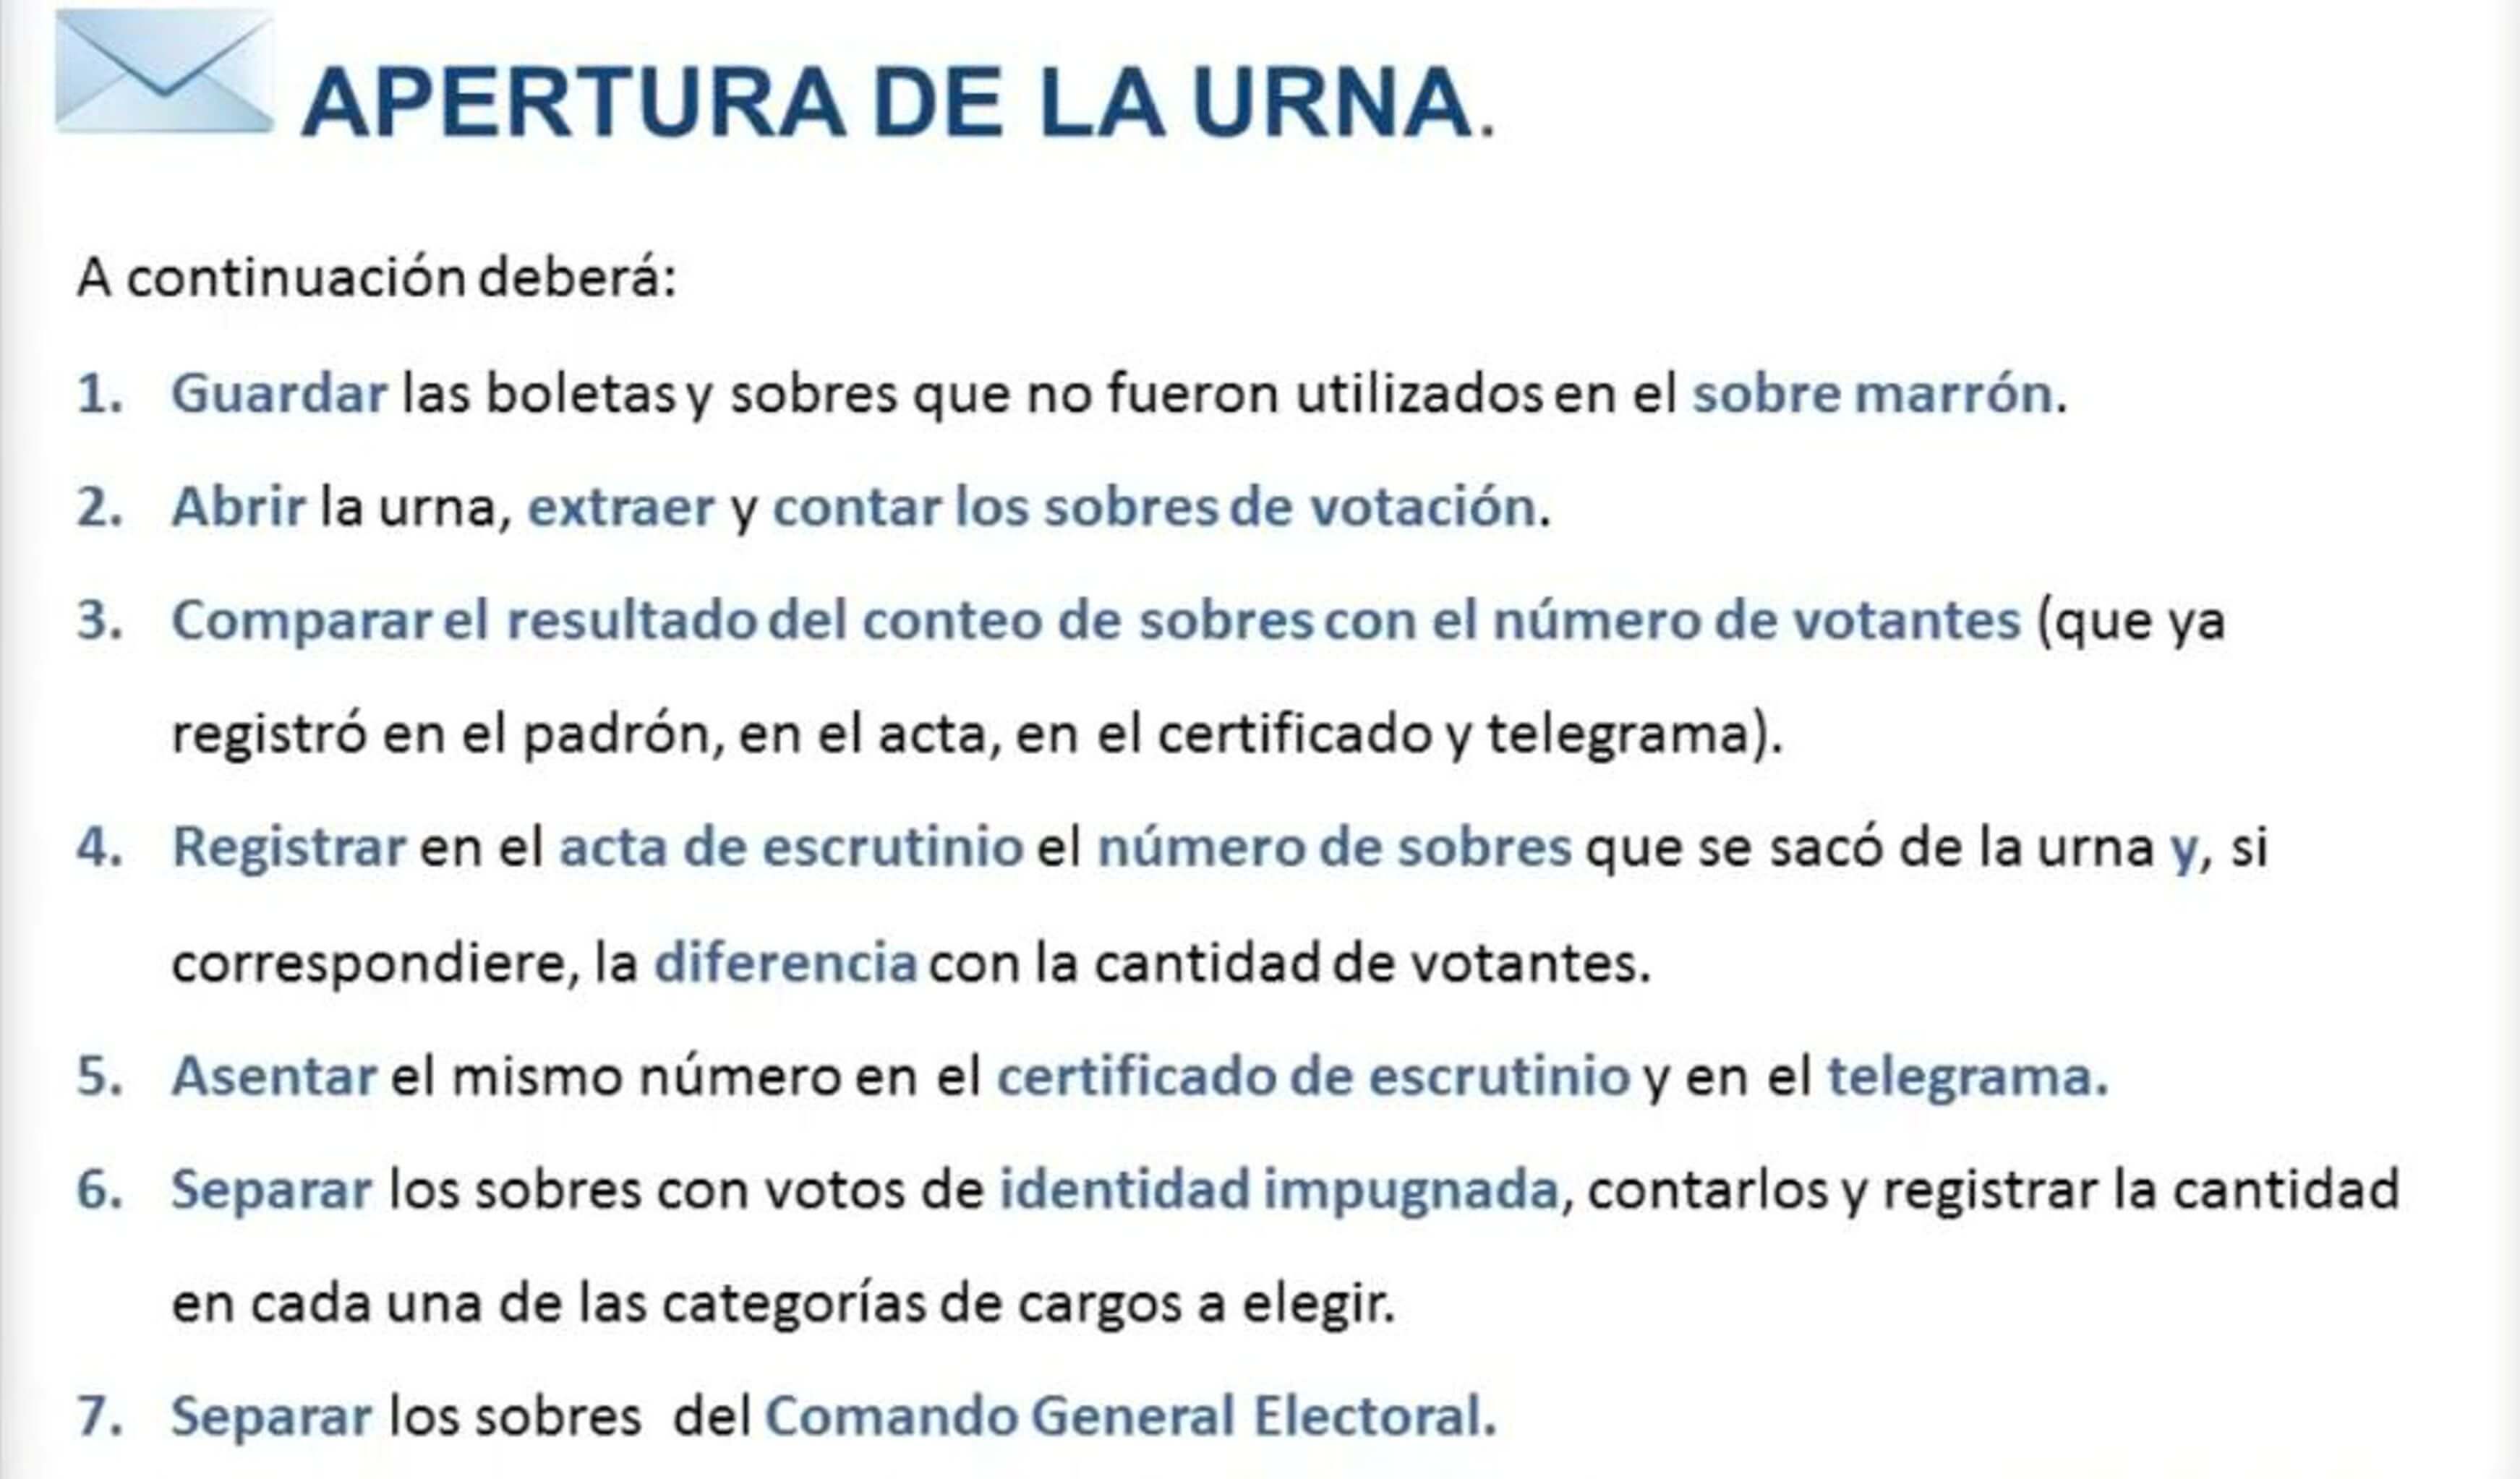 APERTURA DE LA URNA.
A continuación deberá:
1. Guardar las boletas y sobres que no fueron utilizados en el sobre marrón.
2. Abrir la urna, extraer y contar los sobres de votación.
3. Comparar el resultado del conteo de sobres con el número de votantes (que ya
registró en el padrón, en el acta, en el certificado y telegrama).
4. Registrar en el acta de escrutinio el número de sobres que se sacó de la urna y, si
correspondiere, la diferencia con la cantidad de votantes.
5. Asentar el mismo número en el certificado de escrutinio y en el telegrama.
6. Separar los sobres con votos de identidad impugnada, contarlos y registrar la cantidad
en cada una de las categorías de cargos a elegir.
7. Separar los sobres del Comando General Electoral.